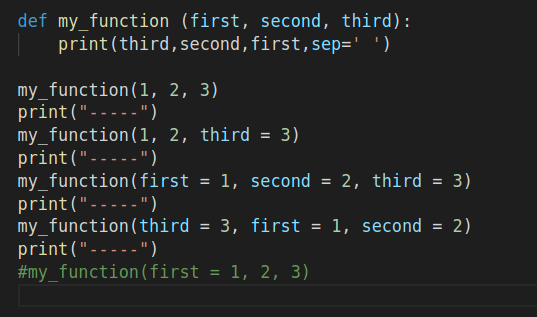 def my_function (first, second, third):
    print(third,second,first,sep=' ')

my_function(1, 2, 3)
print("-----")
my_function(1, 2, third = 3)
print("-----")
my_function(first = 1, second = 2, third = 3)
print("-----")
my_function(third = 3, first = 1, second = 2)
print("-----")
#my_function(first = 1, 2, 3)